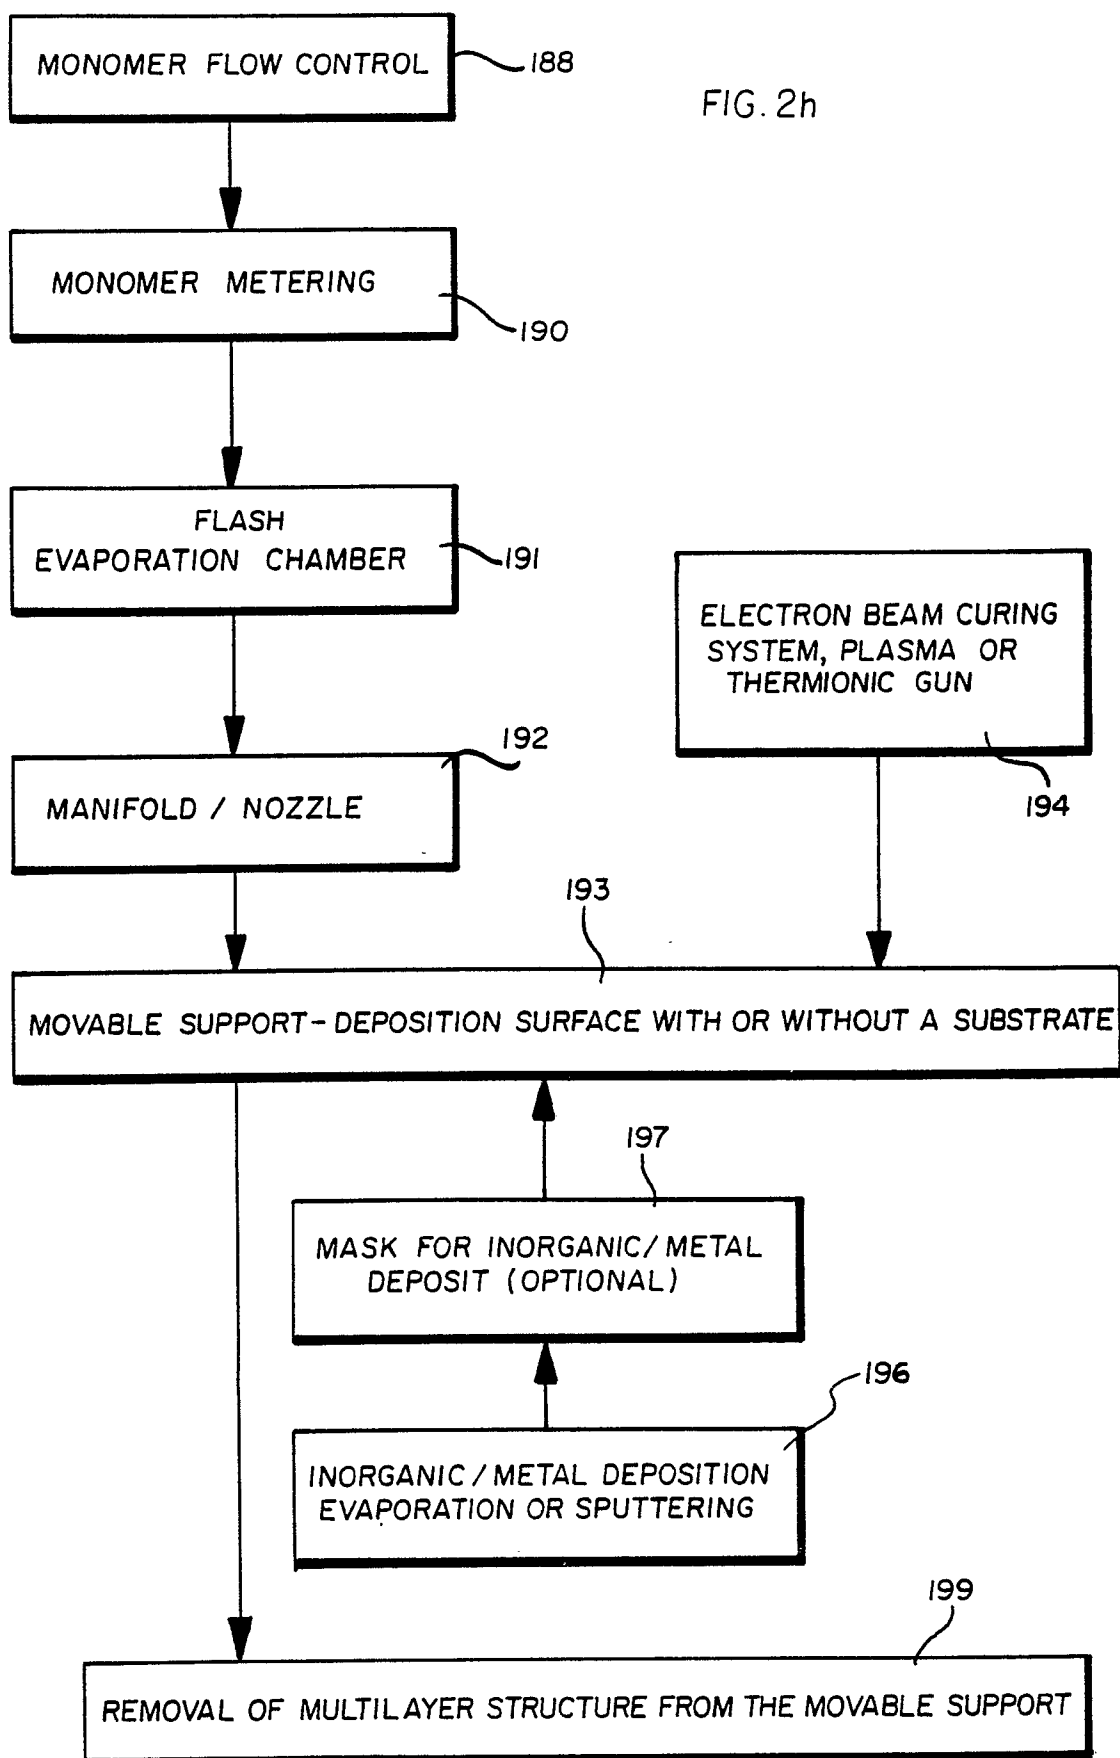 MONOMER FLOW CONTROL
188
FIG. 2h
MONOMER METERING
190
FLASH
EVAPORATION CHAMBER
191
ELECTRON BEAM CURING
SYSTEM, PLASMA OR
THERMIONIC GUN
194
192
MANIFOLD / NOZZLE
193
MOVABLE SUPPORT-DEPOSITION SURFACE WITH OR WITHOUT A SUBSTRATE
197
MASK FOR INORGANIC/METAL
DEPOSIT (OPTIONAL)
196
INORGANIC/METAL DEPOSITION
EVAPORATION OR SPUTTERING
199
REMOVAL OF MULTILAYER STRUCTURE FROM THE MOVABLE SUPPORT